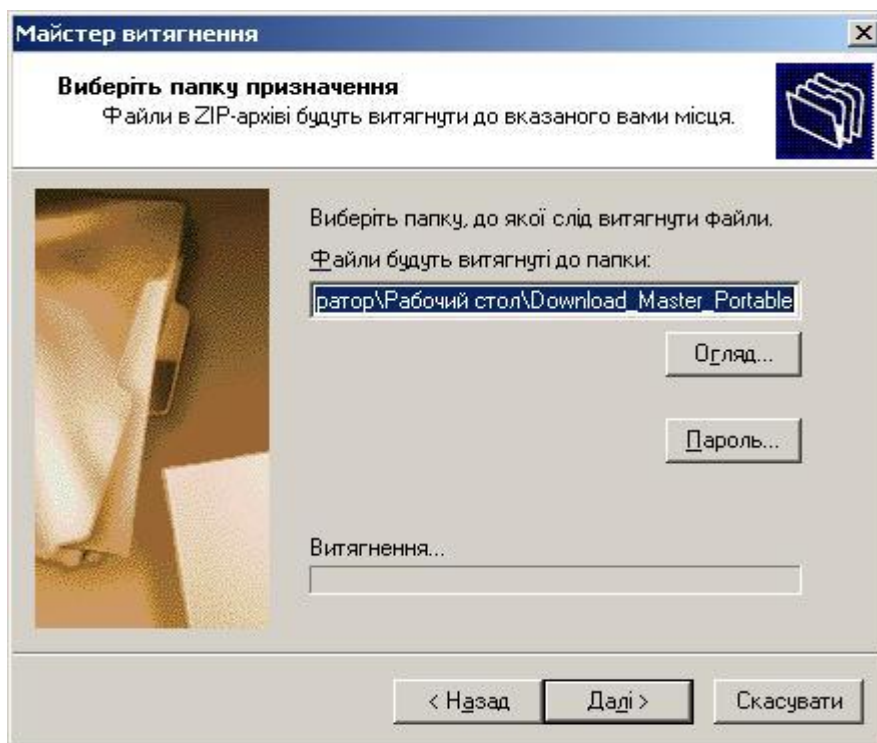 Майстер витягнення
Виберіть папку призначення
Файли в ZIP-архіві будуть витягнути до вказаного вами місця.
Виберіть папку, до якої слід витягнути файли.
Файли будуть витягнуті до папки:
ратор\Рабочий стол\Download_Master_Portable
Огляд...
Пароль...
Витягнення...
< Назад
Далі >
Скасувати